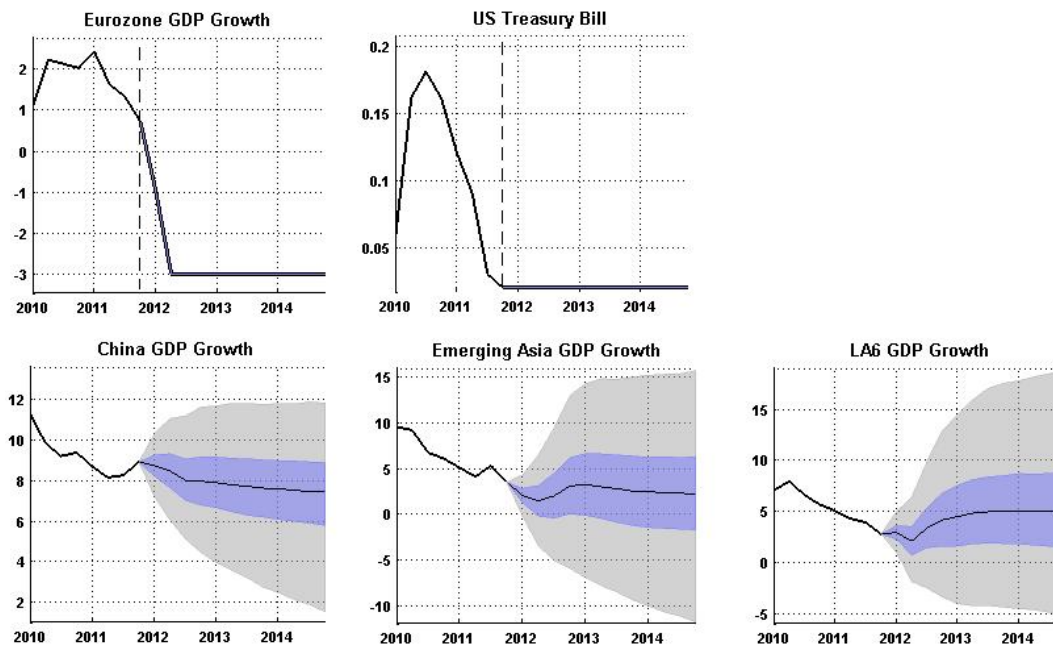 Eurozone GDP Growth
2
1
0
-1
-2
-3
2010 2011 2012 2013 2014
US Treasury Bill
0.2
0.15
0.1
0.05
2010 2011 2012 2013 2014
China GDP Growth
12
10
8
6
4
2
2010 2011 2012 2013 2014
Emerging Asia GDP Growth
15
10
5
0
-5
-10
2010 2011 2012 2013 2014
LA6 GDP Growth
15
10
5
0
-5
2010 2011 2012 2013 2014